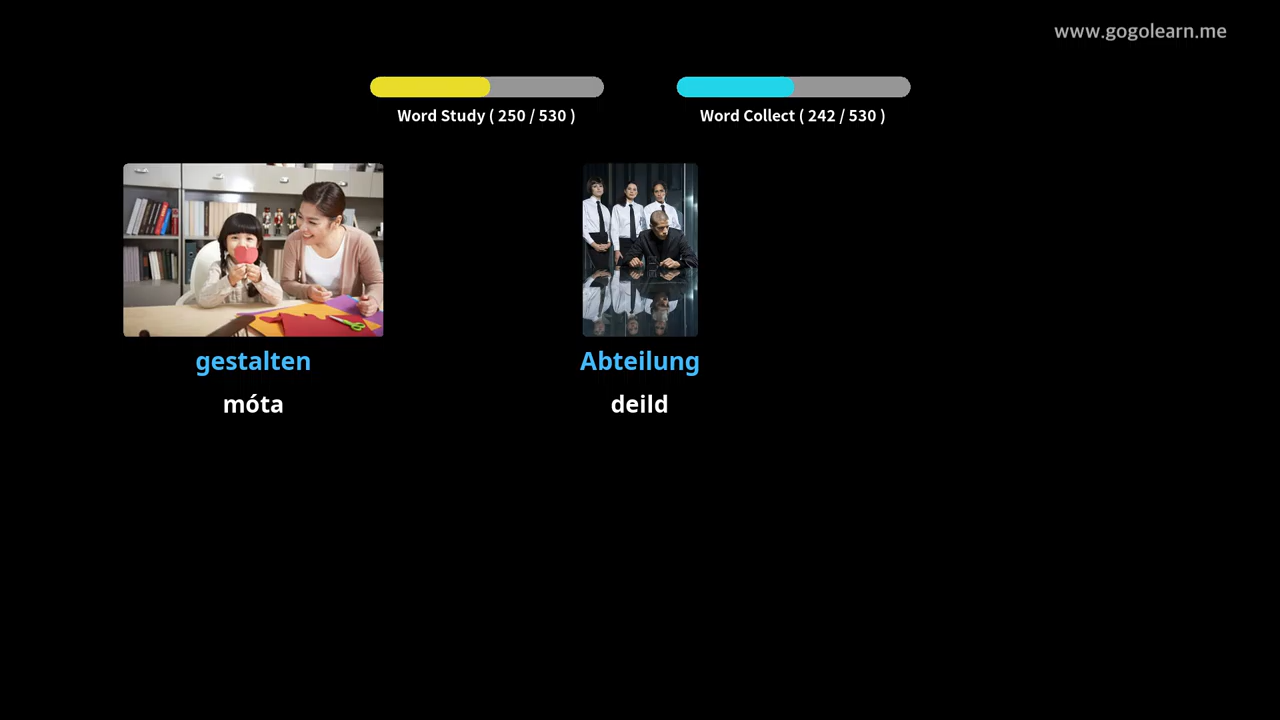 www.gogolearn.me
Word Study ( 250 / 530 )
Word Collect ( 242 / 530 )
gestalten
móta
Abteilung
deild